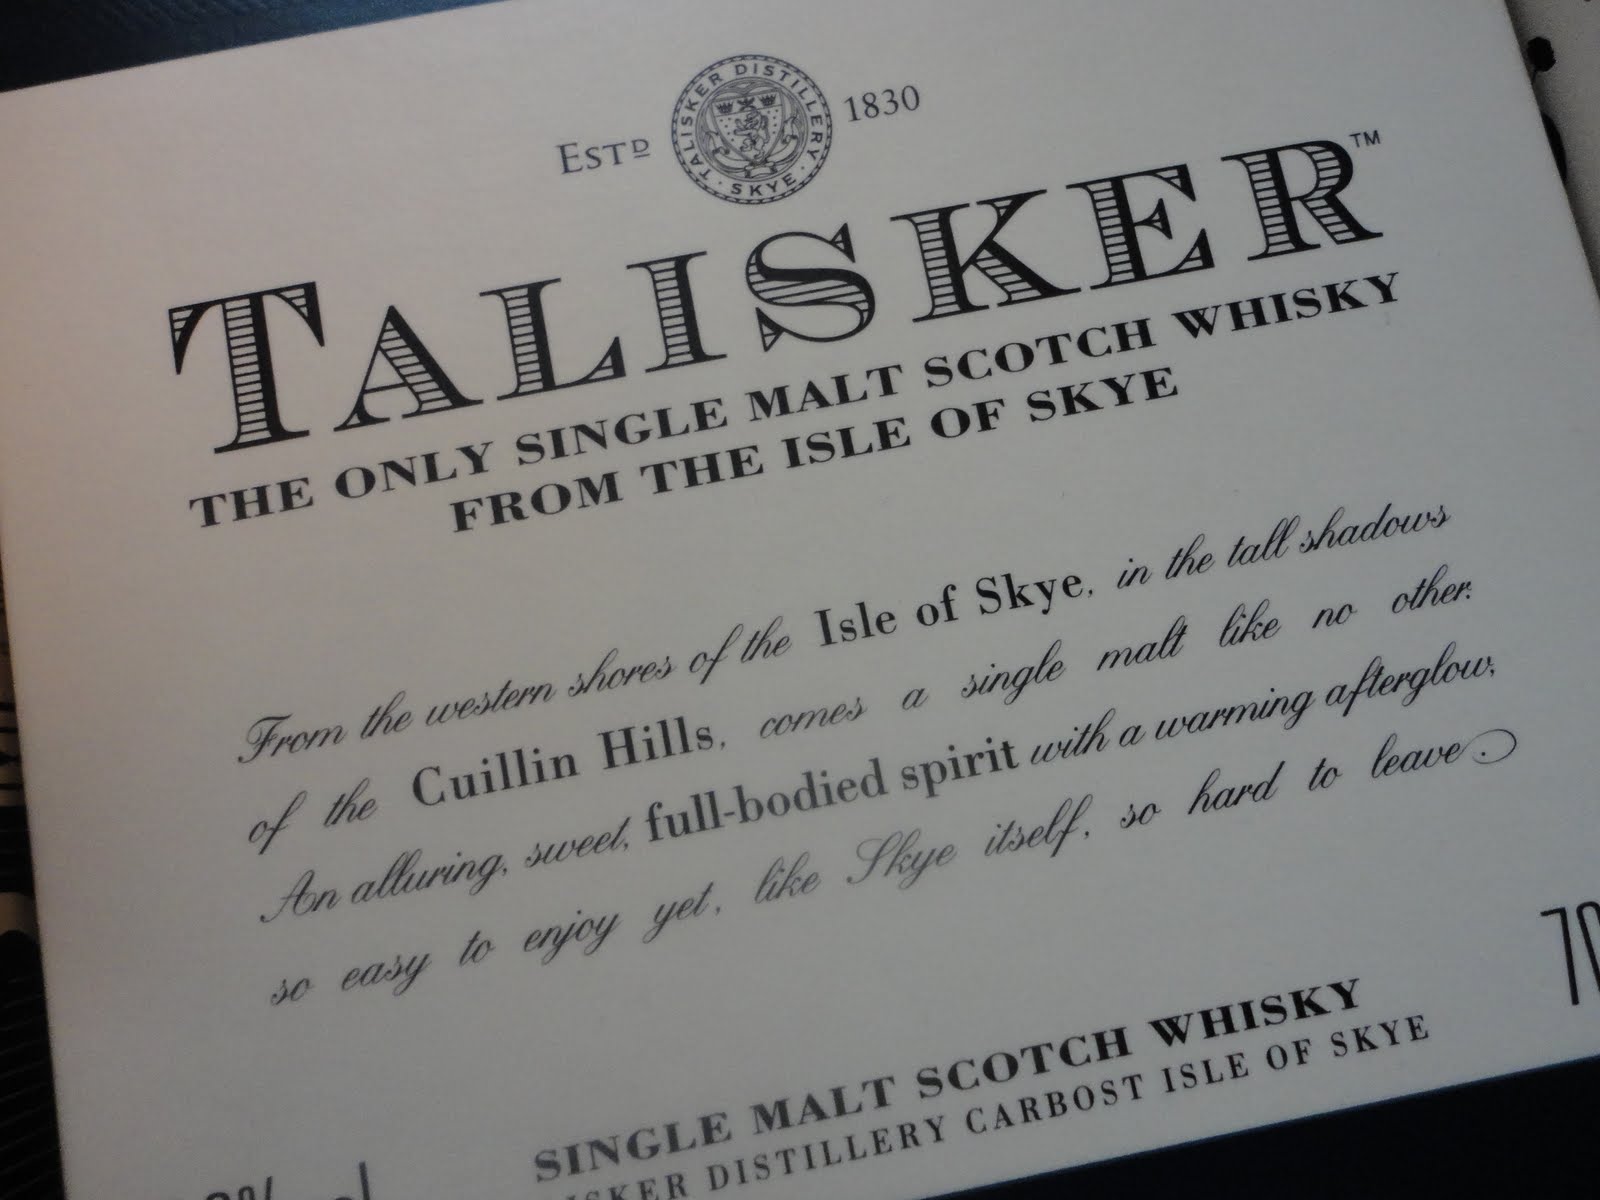 ESTD 1830
TALISKER DISTILLERY · SKYE ·
TALISKER™
THE ONLY SINGLE MALT SCOTCH WHISKY
FROM THE ISLE OF SKYE
From the western shores of the Isle of Skye, in the tall shadows
of the Cuillin Hills, comes a single malt like no other.
An alluring, sweet, full-bodied spirit with a warming afterglow,
so easy to enjoy yet, like Skye itself, so hard to leave.
70
SINGLE MALT SCOTCH WHISKY
DISTILLERY CARBOST ISLE OF SKYE